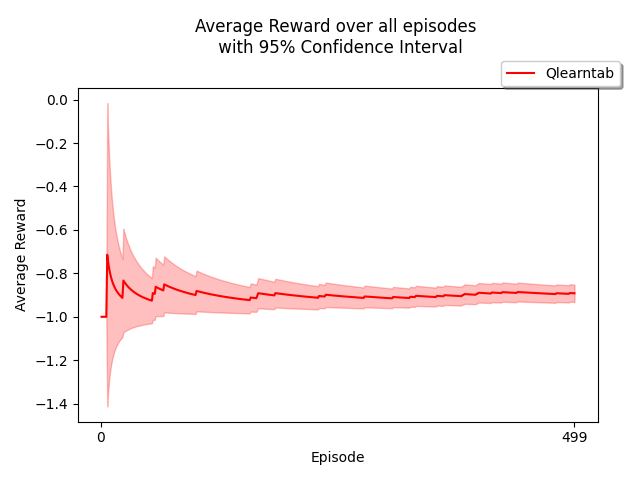 Average Reward over all episodes
with 95% Confidence Interval
Qlearntab
0.0
−0.2
−0.4
−0.6
−0.8
−1.0
−1.2
−1.4
Average Reward
0
499
Episode